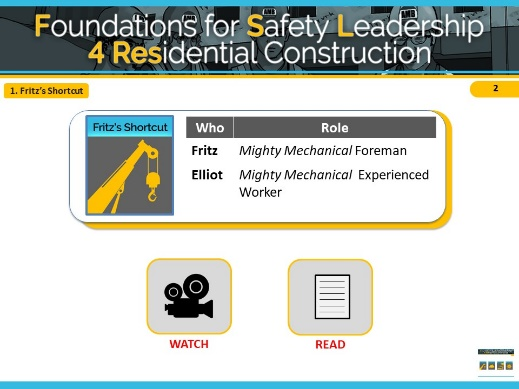 Foundations for Safety Leadership
4 Residential Construction
1. Fritz's Shortcut
2
Fritz's Shortcut
Who Role
Fritz Mighty Mechanical Foreman
Elliot Mighty Mechanical Experienced
Worker
WATCH READ